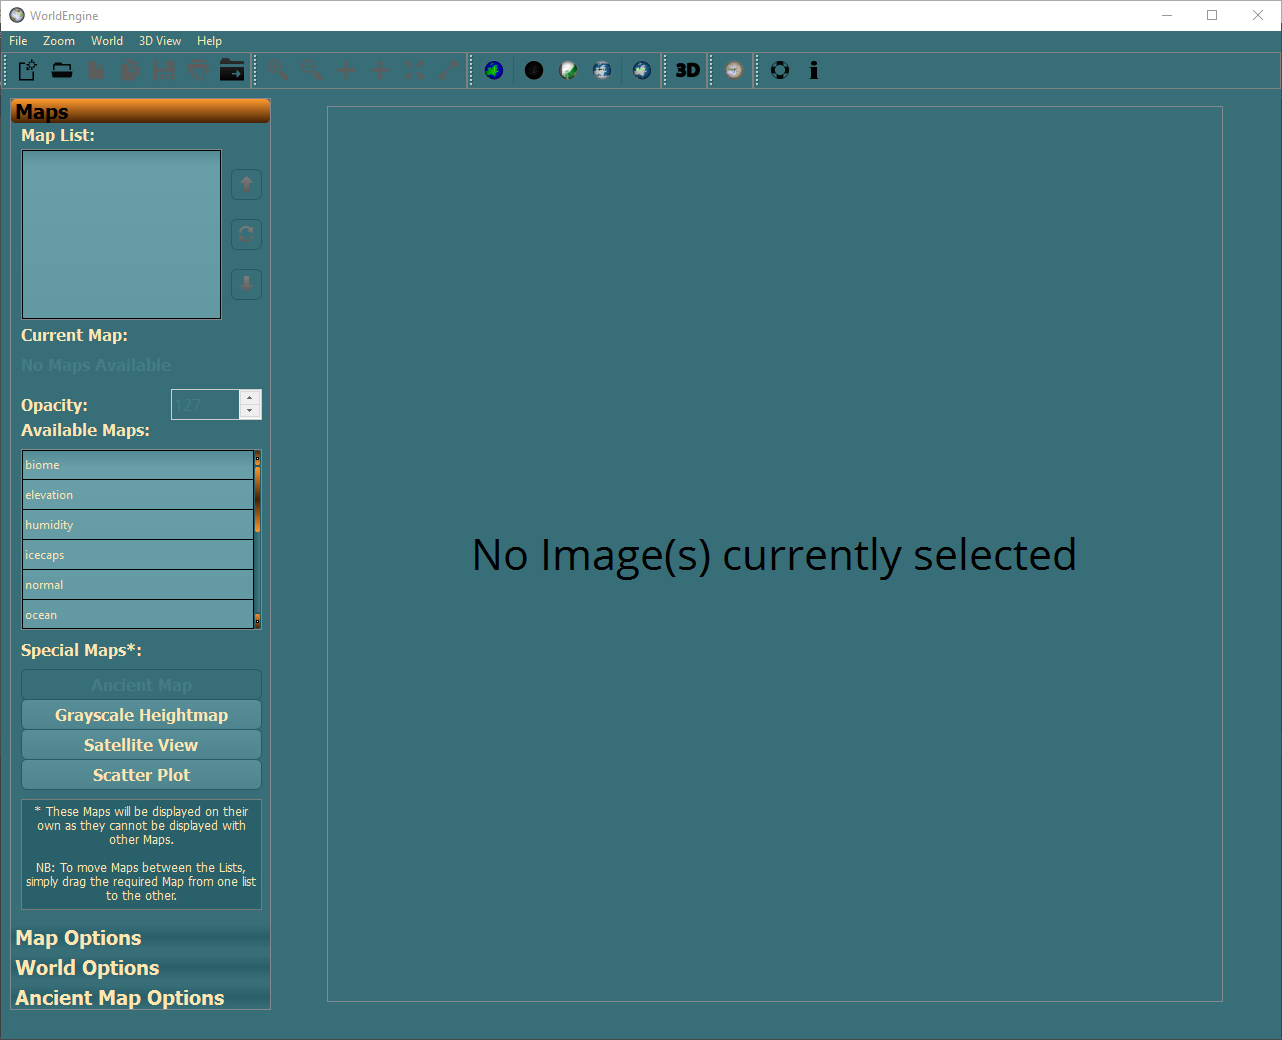 WorldEngine
File Zoom World 3D View Help
3D
Maps
Map List:
Current Map:
No Maps Available
Opacity: 127
Available Maps:
biome
elevation
humidity
icecaps
normal
ocean
Special Maps*:
Ancient Map
Grayscale Heightmap
Satellite View
Scatter Plot
* These Maps will be displayed on their
own as they cannot be displayed with
other Maps.
NB: To move Maps between the Lists,
simply drag the required Map from one list
to the other.
Map Options
World Options
Ancient Map Options
No Image(s) currently selected